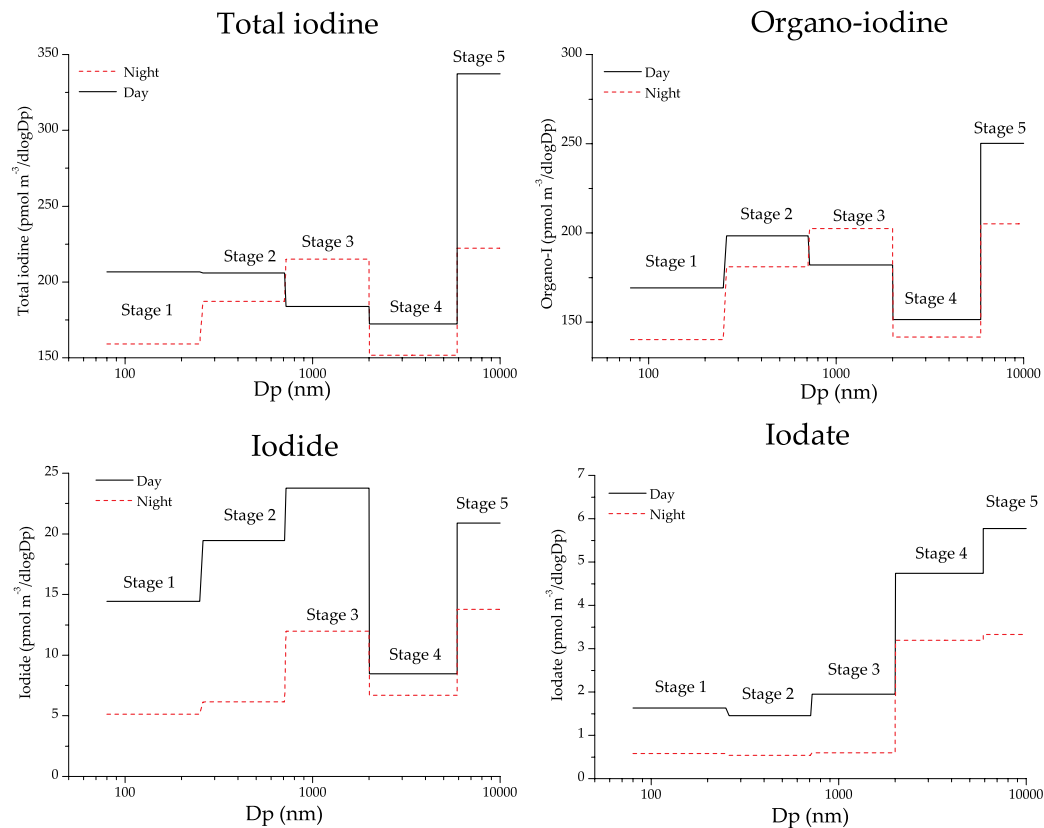 Total iodine
Organo-iodine
350
300
250
200
150
Total iodine (pmol m⁻³/dlogDp)
Night
Day
Stage 1
Stage 2
Stage 3
Stage 4
Stage 5
100
1000
10000
Dp (nm)
300
250
200
150
Organo-I (pmol m⁻³/dlogDp)
Day
Night
Stage 1
Stage 2
Stage 3
Stage 4
Stage 5
100
1000
10000
Dp (nm)
Iodide
Iodate
25
20
15
10
5
0
Iodide (pmol m⁻³/dlogDp)
Day
Night
Stage 1
Stage 2
Stage 3
Stage 4
Stage 5
100
1000
10000
Dp (nm)
7
6
5
4
3
2
1
0
Iodate (pmol m⁻³/dlogDp)
Day
Night
Stage 1
Stage 2
Stage 3
Stage 4
Stage 5
100
1000
10000
Dp (nm)